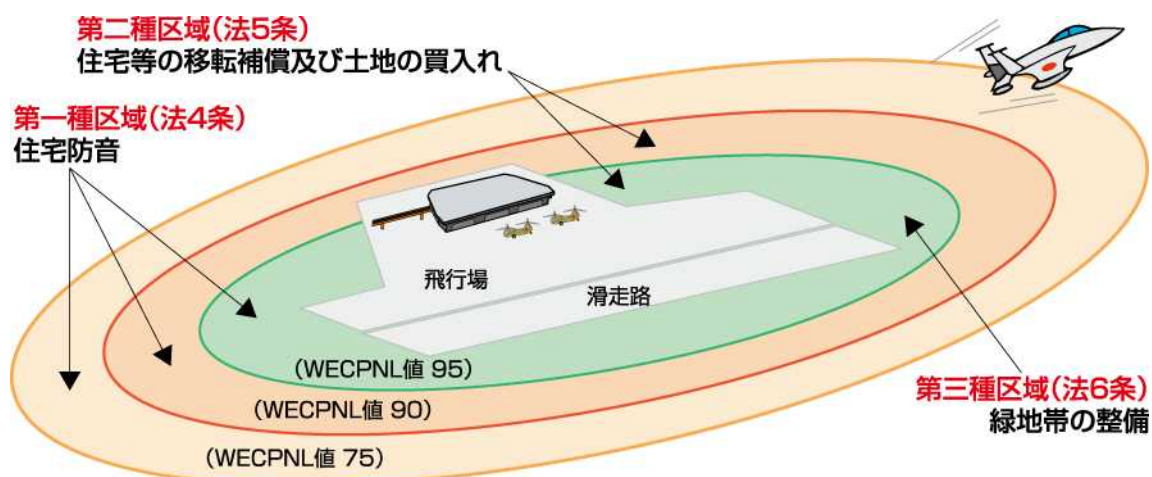 第二種区域(法5条)
住宅等の移転補償及び土地の買入れ
第一種区域(法4条)
住宅防音
飛行場
滑走路
(WECPNL値 95)
(WECPNL値 90)
(WECPNL値 75)
第三種区域(法6条)
緑地帯の整備